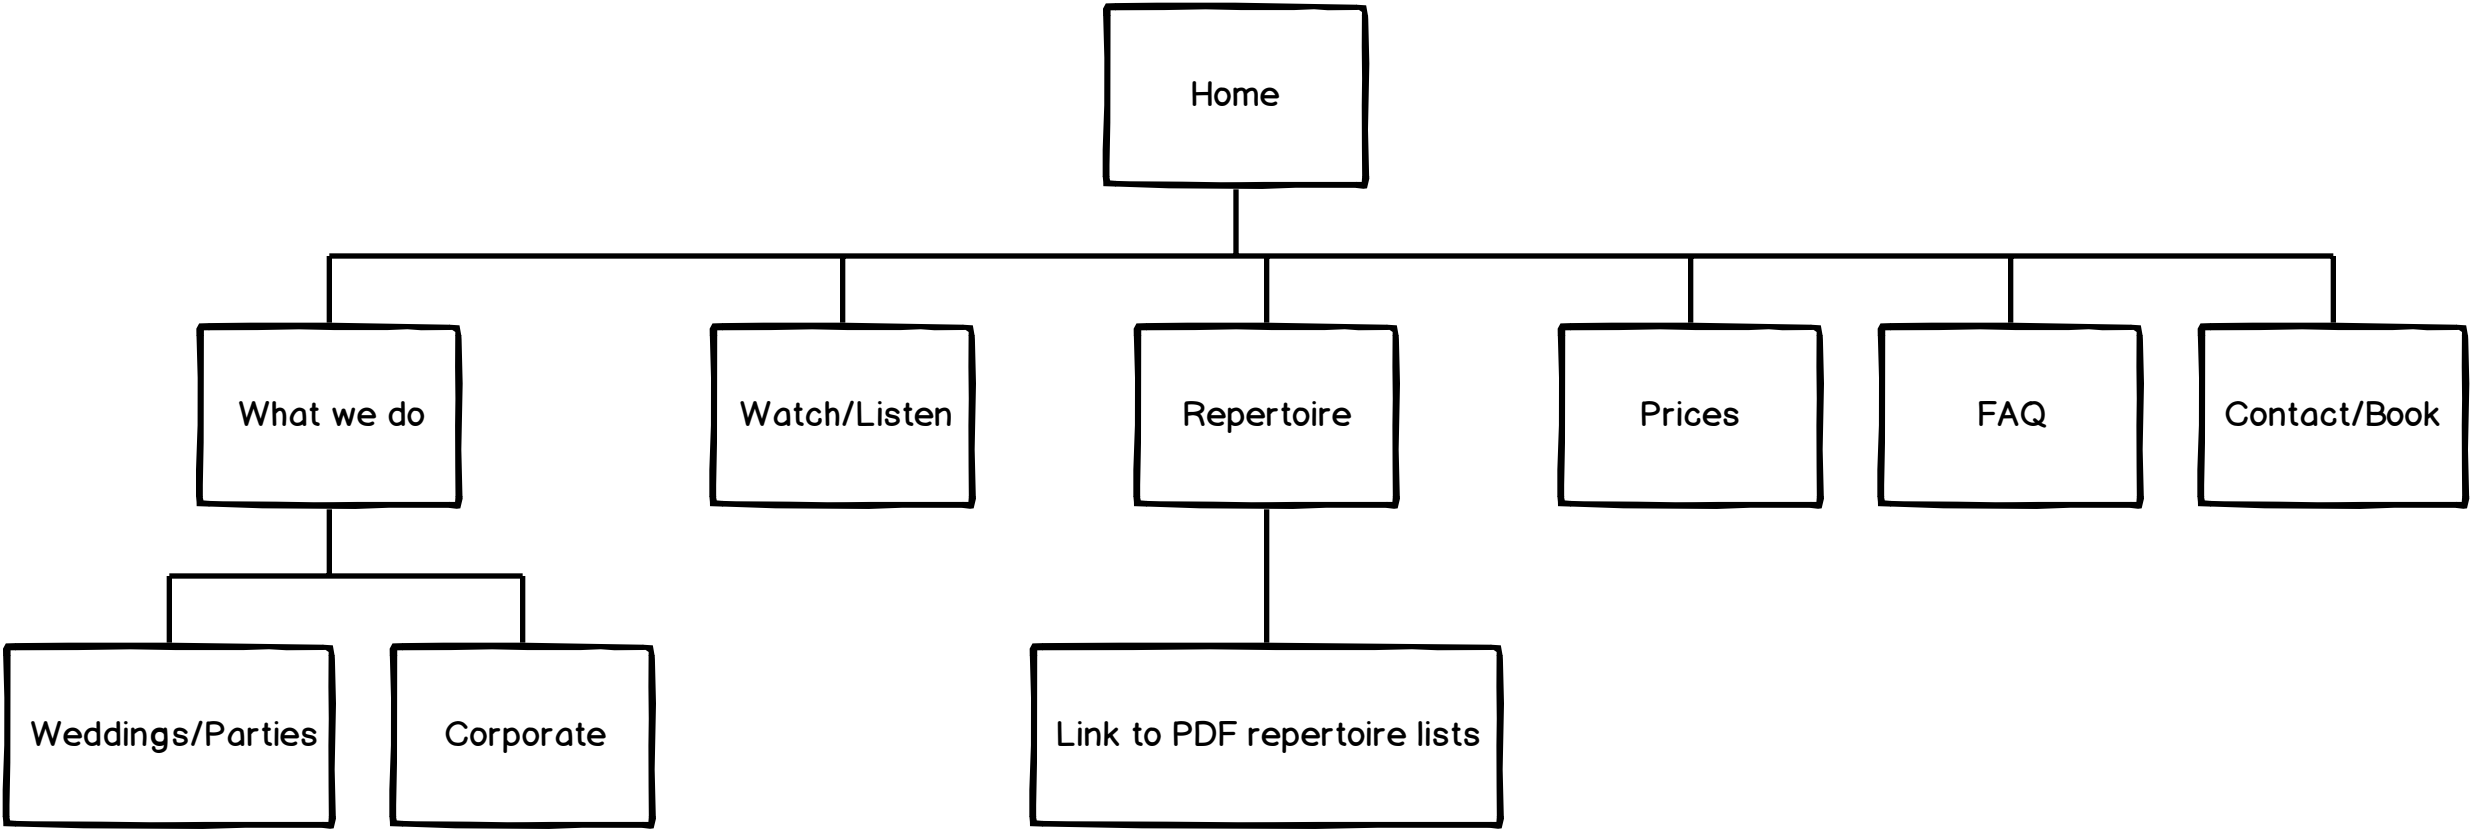 Home
What we do
Watch/Listen
Repertoire
Prices
FAQ
Contact/Book
Weddings/Parties
Corporate
Link to PDF repertoire lists